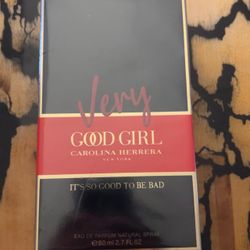 Very
GOOD GIRL
CAROLINA HERRERA
NEW YORK
IT'S SO GOOD TO BE BAD
EAU DE PARFUM NATURAL SPRAY
℮80 ml 2.7 FL OZ